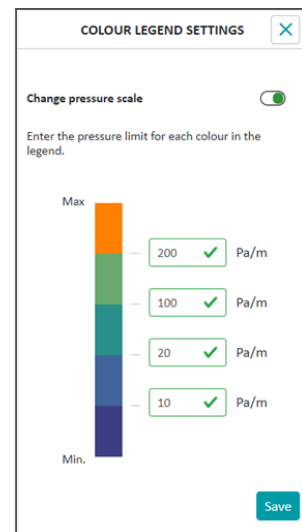 COLOUR LEGEND SETTINGS
Change pressure scale
Enter the pressure limit for each colour in the
legend.
Max
200 Pa/m
100 Pa/m
20 Pa/m
10 Pa/m
Min.
Save